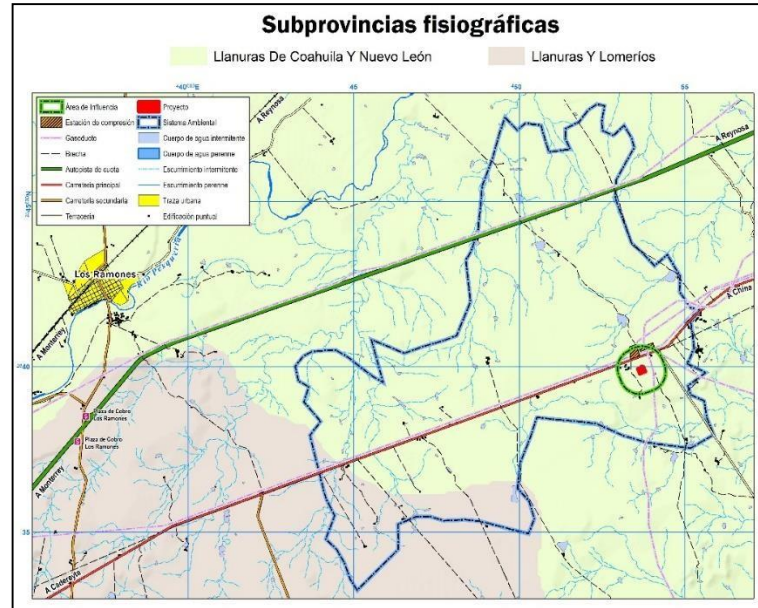 Subprovincias fisiográficas
Llanuras De Coahuila Y Nuevo León
Llanuras Y Lomeríos
Área de Influencia
Proyecto
Estación de compresión
Sistema Ambiental
Gasoducto
Cuerpo de agua intermitente
Brecha
Cuerpo de agua perenne
Autopista de cuota
Escurrimiento intermitente
Carretera principal
Escurrimiento perenne
Carretera secundaria
Traza urbana
Terracería
Edificación puntual
45
50
55
A Reynosa
A Reynosa
Los Ramones
Río Pesquería
A China
A Monterrey
40
Plaza de Cobro
Los Ramones
Plaza de Cobro
Los Ramones
A Monterrey
35
A Cadereyta